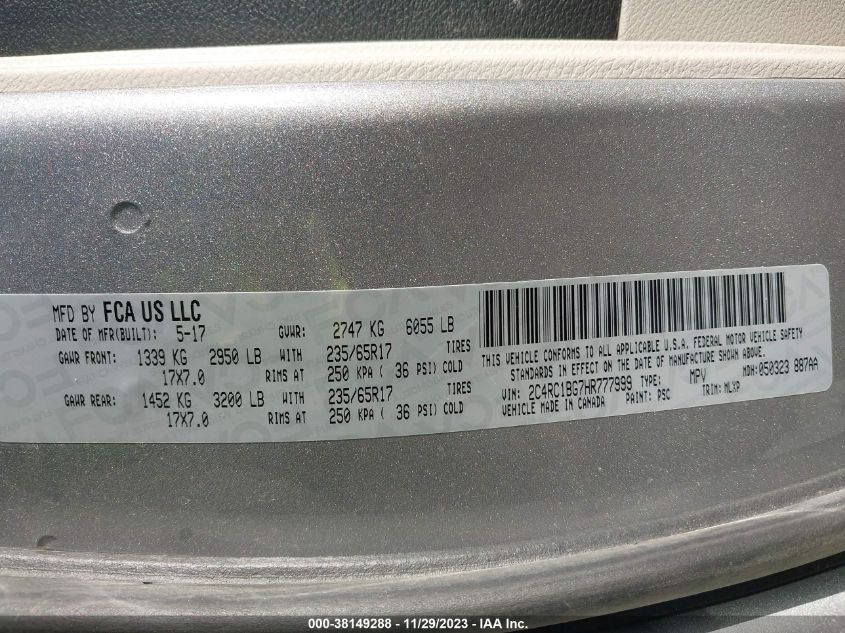 MFD BY FCA US LLC
DATE OF MFR(BUILT): 5-17 GVWR: 2747 KG 6055 LB
GAWR FRONT: 1339 KG 2950 LB WITH 235/65R17 TIRES
17X7.0 RIMS AT 250 KPA ( 36 PSI) COLD
GAWR REAR: 1452 KG 3200 LB WITH 235/65R17 TIRES
17X7.0 RIMS AT 250 KPA ( 36 PSI) COLD
THIS VEHICLE CONFORMS TO ALL APPLICABLE U.S.A. FEDERAL MOTOR VEHICLE SAFETY
STANDARDS IN EFFECT ON THE DATE OF MANUFACTURE SHOWN ABOVE.
VIN: 2C4RC1BG7HR777999 TYPE: MPV MDH:050323 887AA
VEHICLE MADE IN CANADA PAINT: PSC TRIM: MLXP
000-38149288 - 11/29/2023 - IAA Inc.